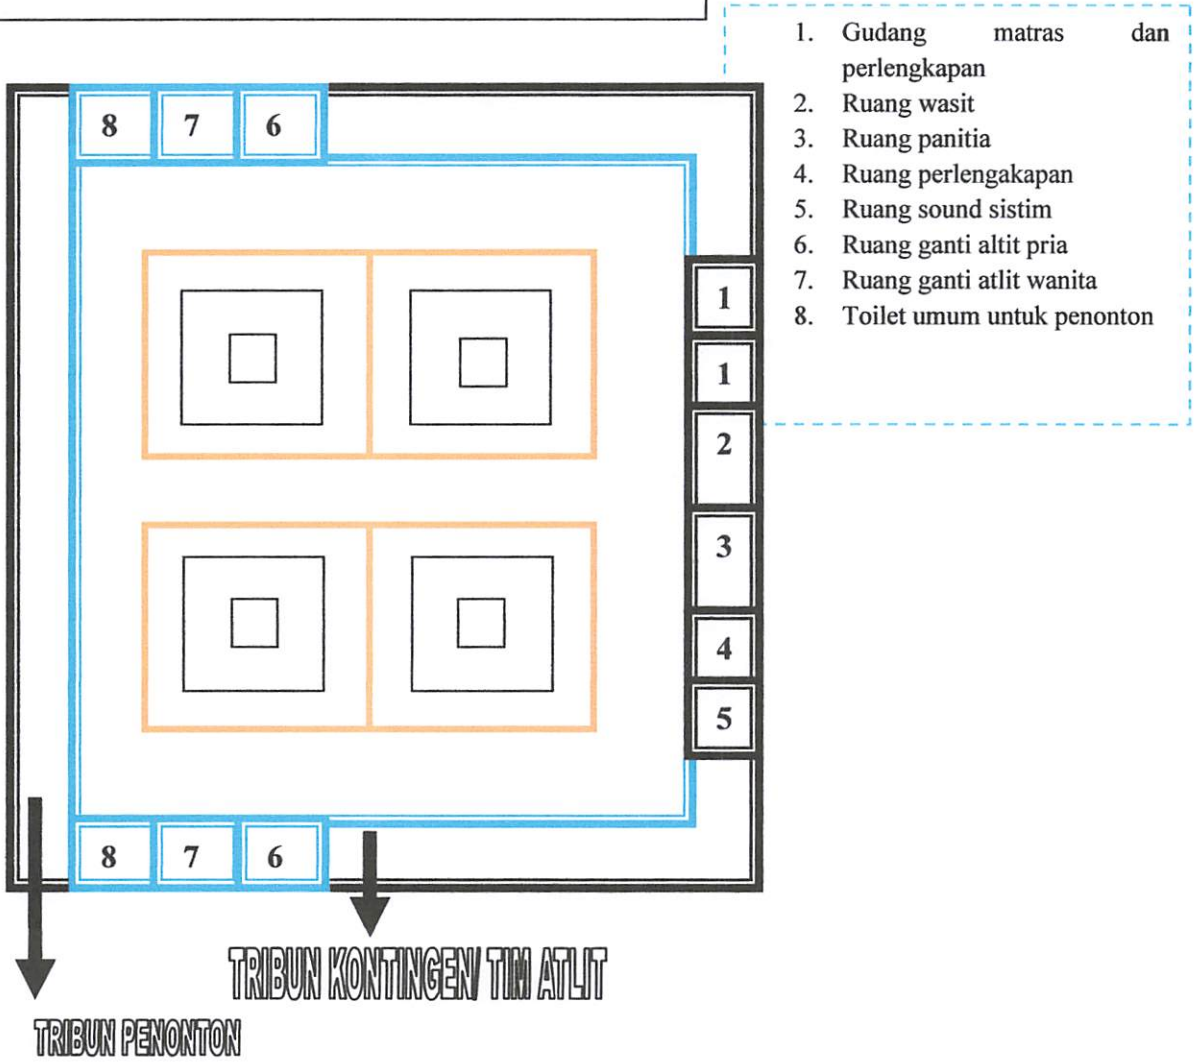 1. Gudang matras dan
perlengkapan
2. Ruang wasit
3. Ruang panitia
4. Ruang perlengakapan
5. Ruang sound sistim
6. Ruang ganti altit pria
7. Ruang ganti atlit wanita
8. Toilet umum untuk penonton
8 7 6
1
1
2
3
4
5
8 7 6
TRIBUN KONTINGEN/ TIM ATLIT
TRIBUN PENONTON